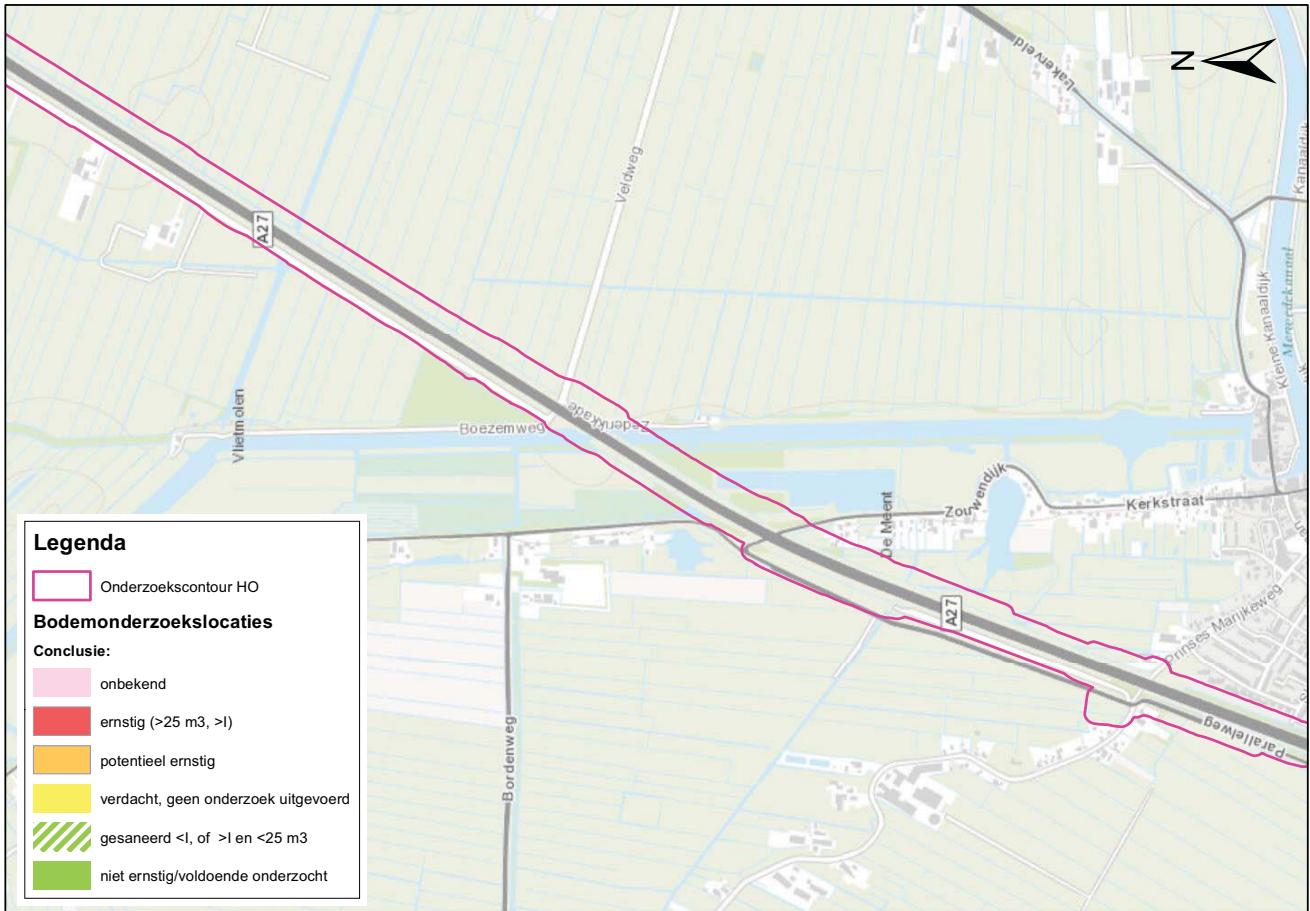 Lakerveld
N
Veldweg
A27
Kanaaldijk
Merwedekanaal
Kleine Kanaaldijk
Vlietmolen
Boezemweg
Zederikkade
De Meent
Zouwendijk
Kerkstraat
A27
Prinses Marijkeweg
Parallelweg
Bordenweg
Legenda
Onderzoekscontour HO
Bodemonderzoekslocaties
Conclusie:
onbekend
ernstig (>25 m3, >I)
potentieel ernstig
verdacht, geen onderzoek uitgevoerd
gesaneerd <I, of >I en <25 m3
niet ernstig/voldoende onderzocht